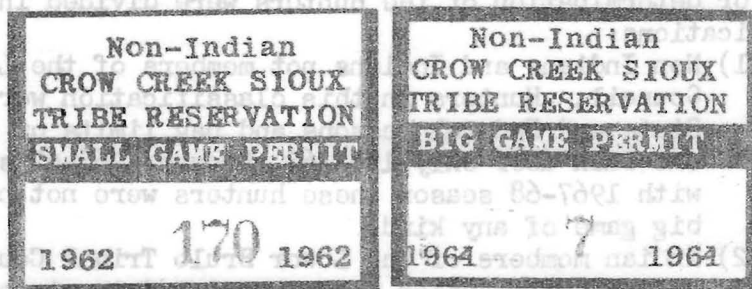 Non-Indian
CROW CREEK SIOUX
TRIBE RESERVATION
SMALL GAME PERMIT
1962 170 1962
Non-Indian
CROW CREEK SIOUX
TRIBE RESERVATION
BIG GAME PERMIT
1964 7 1964